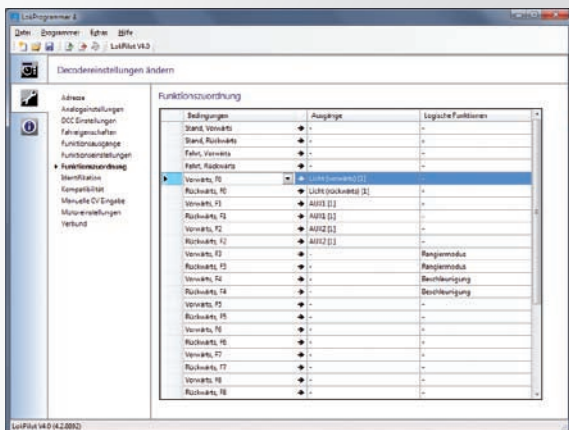 LokProgrammer 4
Datei Programmer Extras Hilfe
LokPilot V4.0
Decodereinstellungen ändern
Adresse
Analogeinstellungen
DCC Einstellungen
Fahreigenschaften
Funktionsausgänge
Funktionseinstellungen
Funktionszuordnung
Identifikation
Kompatibilität
Manuelle CV Eingabe
Motoreinstellungen
Verbund
Funktionszuordnung
Bedingungen Ausgänge Logische Funktionen
Stand, Vorwärts - -
Stand, Rückwärts - -
Fahrt, Vorwärts - -
Fahrt, Rückwärts - -
Vorwärts, F0 Licht (vorwärts) [1] -
Rückwärts, F0 Licht (rückwärts) [1] -
Vorwärts, F1 AUX1 [1] -
Rückwärts, F1 AUX1 [1] -
Vorwärts, F2 AUX2 [1] -
Rückwärts, F2 AUX2 [1] -
Vorwärts, F3 - Rangiermodus
Rückwärts, F3 - Rangiermodus
Vorwärts, F4 - Beschleunigung
Rückwärts, F4 - Beschleunigung
Vorwärts, F5 - -
Rückwärts, F5 - -
Vorwärts, F6 - -
Rückwärts, F6 - -
Vorwärts, F7 - -
Rückwärts, F7 - -
Vorwärts, F8 - -
Rückwärts, F8 - -
LokPilot V4.0 (4.2.0092)